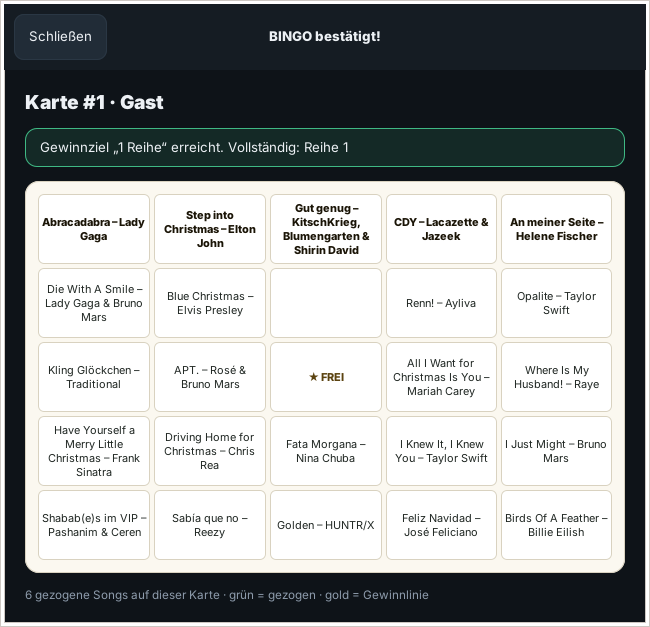 Schließen
BINGO bestätigt!
Karte #1 · Gast
Gewinnziel „1 Reihe“ erreicht. Vollständig: Reihe 1
Abracadabra – Lady
Gaga
Step into
Christmas – Elton
John
Gut genug –
KitschKrieg,
Blumengarten &
Shirin David
CDY – Lacazette &
Jazeek
An meiner Seite –
Helene Fischer
Die With A Smile –
Lady Gaga & Bruno
Mars
Blue Christmas –
Elvis Presley
Renn! – Ayliva
Opalite – Taylor
Swift
Kling Glöckchen –
Traditional
APT. – Rosé &
Bruno Mars
★ FREI
All I Want for
Christmas Is You –
Mariah Carey
Where Is My
Husband! – Raye
Have Yourself a
Merry Little
Christmas – Frank
Sinatra
Driving Home for
Christmas – Chris
Rea
Fata Morgana –
Nina Chuba
I Knew It, I Knew
You – Taylor Swift
I Just Might – Bruno
Mars
Shabab(e)s im VIP –
Pashanim & Ceren
Sabía que no –
Reezy
Golden – HUNTR/X
Feliz Navidad –
José Feliciano
Birds Of A Feather –
Billie Eilish
6 gezogene Songs auf dieser Karte · grün = gezogen · gold = Gewinnlinie